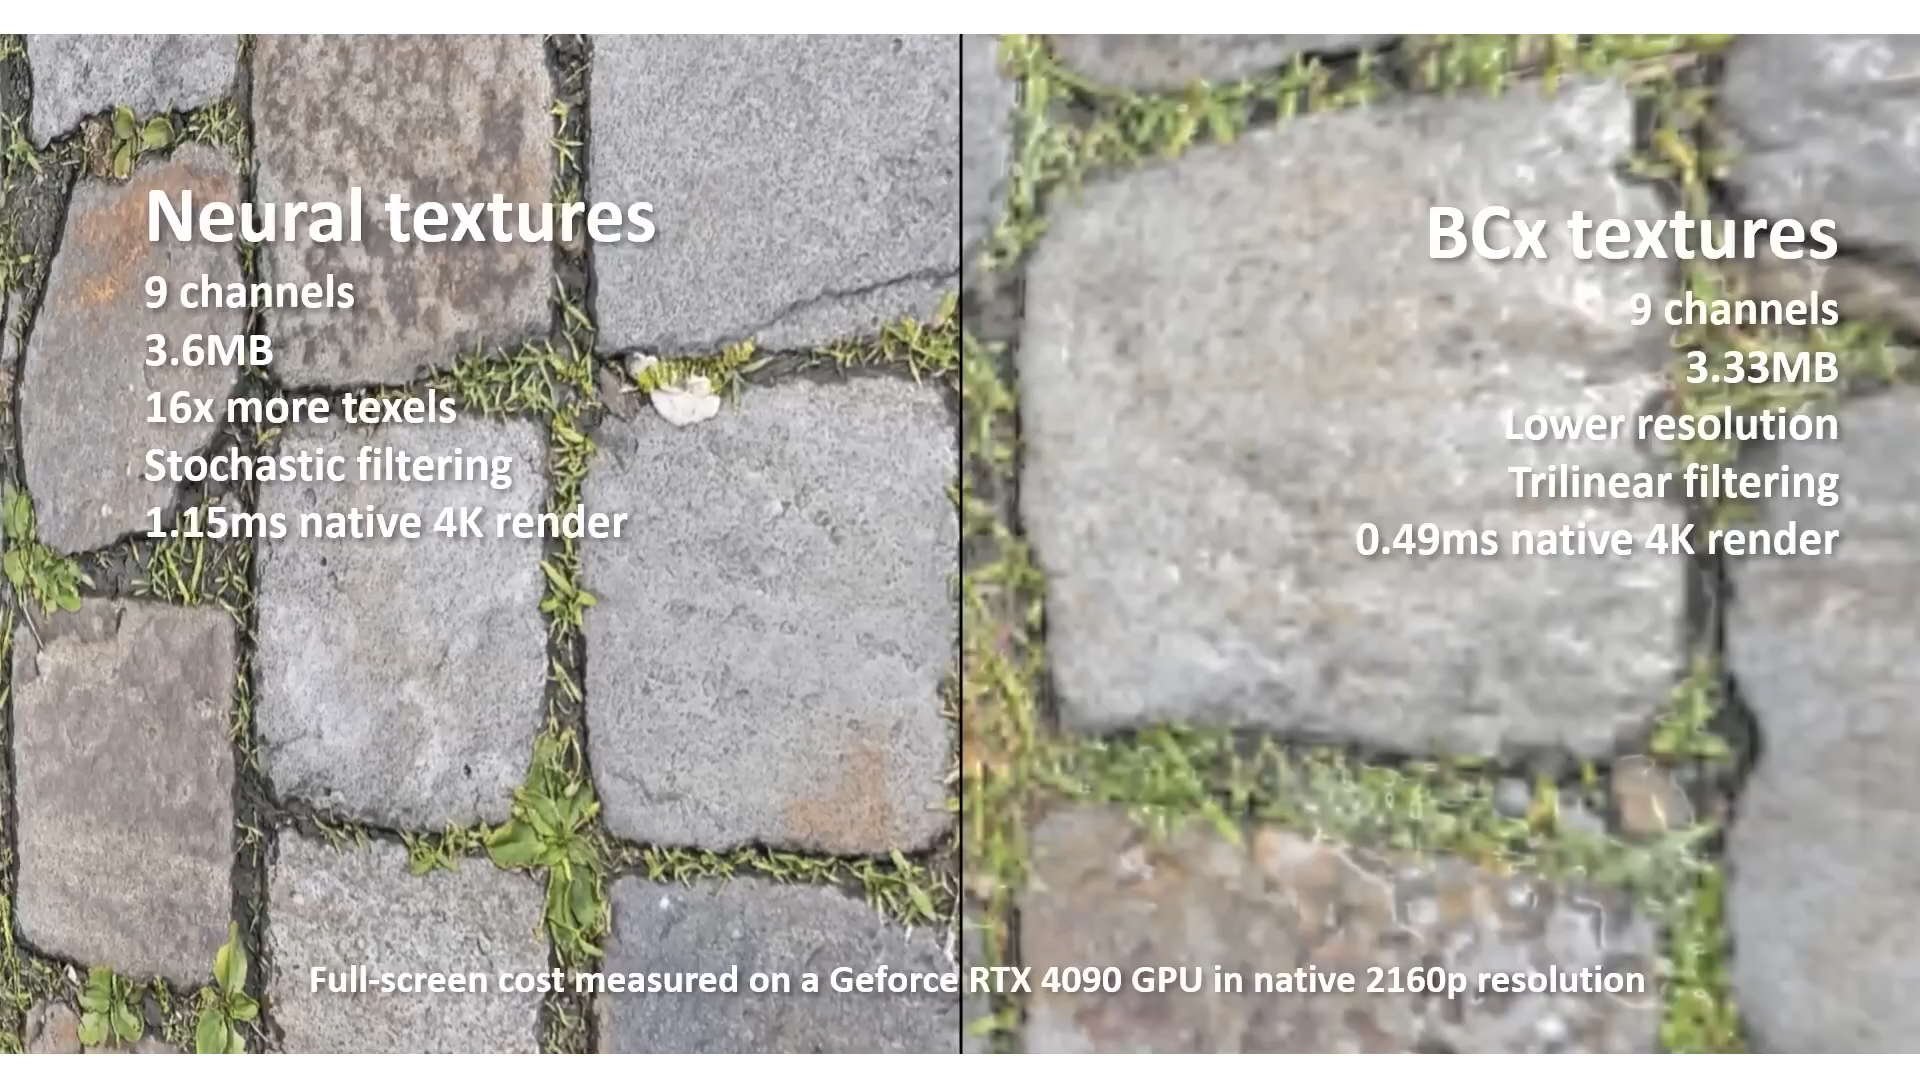 Neural textures
9 channels
3.6MB
16x more texels
Stochastic filtering
1.15ms native 4K render
BCx textures
9 channels
3.33MB
Lower resolution
Trilinear filtering
0.49ms native 4K render
Full-screen cost measured on a Geforce RTX 4090 GPU in native 2160p resolution